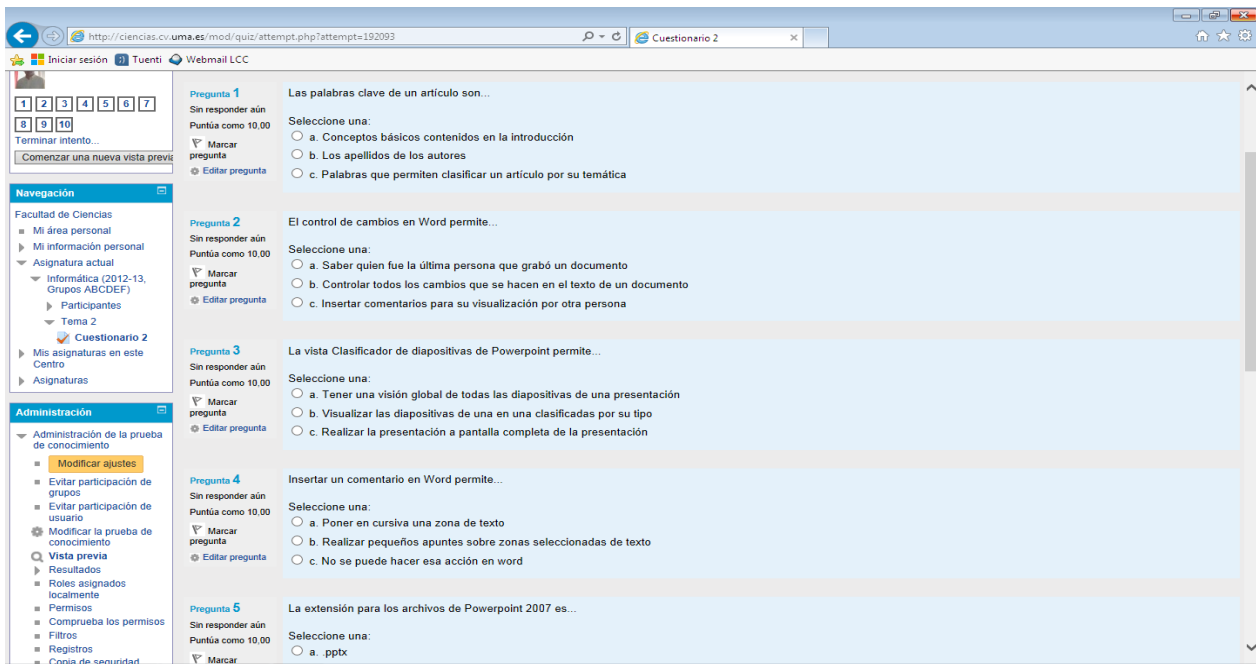 http://ciencias.cv.uma.es/mod/quiz/attempt.php?attempt=192093
Cuestionario 2
Iniciar sesión
Tuenti
Webmail LCC
1 2 3 4 5 6 7
8 9 10
Terminar intento...
Comenzar una nueva vista previa
Navegación
Facultad de Ciencias
Mi área personal
Mi información personal
Asignatura actual
Informática (2012-13,
Grupos ABCDEF)
Participantes
Tema 2
Cuestionario 2
Mis asignaturas en este
Centro
Asignaturas
Administración
Administración de la prueba
de conocimiento
Modificar ajustes
Evitar participación de
grupos
Evitar participación de
usuario
Modificar la prueba de
conocimiento
Vista previa
Resultados
Roles asignados
localmente
Permisos
Comprueba los permisos
Filtros
Registros
Copia de seguridad
Pregunta 1
Sin responder aún
Puntúa como 10,00
Marcar
pregunta
Editar pregunta
Las palabras clave de un artículo son...
Seleccione una:
a. Conceptos básicos contenidos en la introducción
b. Los apellidos de los autores
c. Palabras que permiten clasificar un artículo por su temática
Pregunta 2
Sin responder aún
Puntúa como 10,00
Marcar
pregunta
Editar pregunta
El control de cambios en Word permite...
Seleccione una:
a. Saber quien fue la última persona que grabó un documento
b. Controlar todos los cambios que se hacen en el texto de un documento
c. Insertar comentarios para su visualización por otra persona
Pregunta 3
Sin responder aún
Puntúa como 10,00
Marcar
pregunta
Editar pregunta
La vista Clasificador de diapositivas de Powerpoint permite...
Seleccione una:
a. Tener una visión global de todas las diapositivas de una presentación
b. Visualizar las diapositivas de una en una clasificadas por su tipo
c. Realizar la presentación a pantalla completa de la presentación
Pregunta 4
Sin responder aún
Puntúa como 10,00
Marcar
pregunta
Editar pregunta
Insertar un comentario en Word permite...
Seleccione una:
a. Poner en cursiva una zona de texto
b. Realizar pequeños apuntes sobre zonas seleccionadas de texto
c. No se puede hacer esa acción en word
Pregunta 5
Sin responder aún
Puntúa como 10,00
Marcar
La extensión para los archivos de Powerpoint 2007 es...
Seleccione una:
a. .pptx